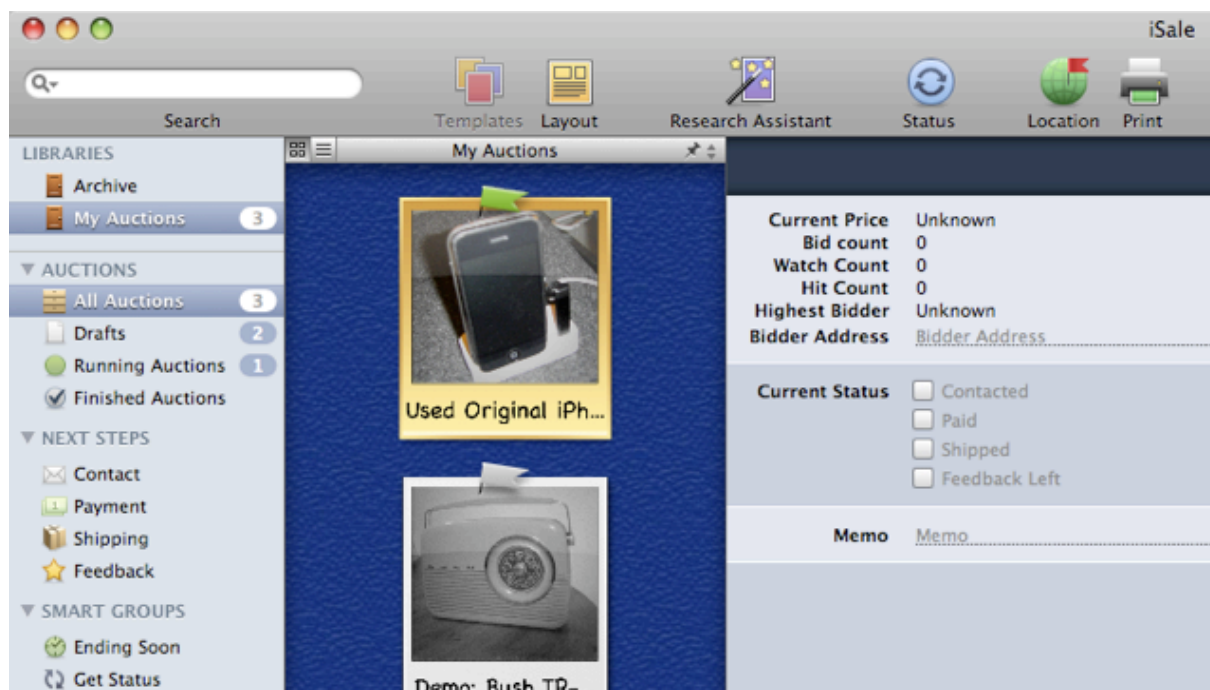 iSale
Search
Templates
Layout
Research Assistant
Status
Location
Print
LIBRARIES
Archive
My Auctions 3
AUCTIONS
All Auctions 3
Drafts 2
Running Auctions 1
Finished Auctions
NEXT STEPS
Contact
Payment
Shipping
Feedback
SMART GROUPS
Ending Soon
Get Status
My Auctions
Used Original iPh...
Demo: Bush TR-
Current Price Unknown
Bid count 0
Watch Count 0
Hit Count 0
Highest Bidder Unknown
Bidder Address Bidder Address
Current Status Contacted
Paid
Shipped
Feedback Left
Memo Memo